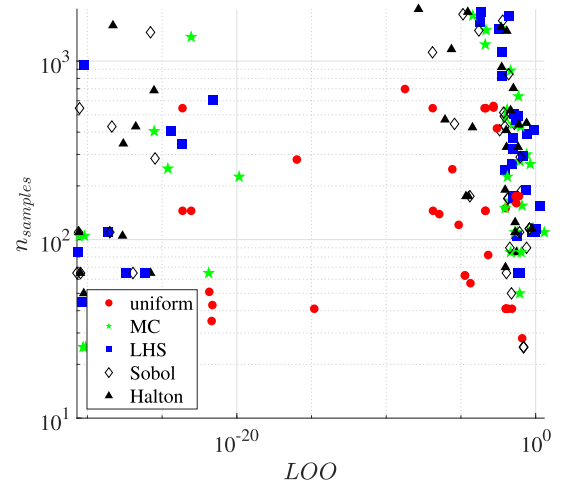 10^3
n_samples
10^2
uniform
MC
LHS
Sobol
Halton
10^1
10^-20
10^0
LOO